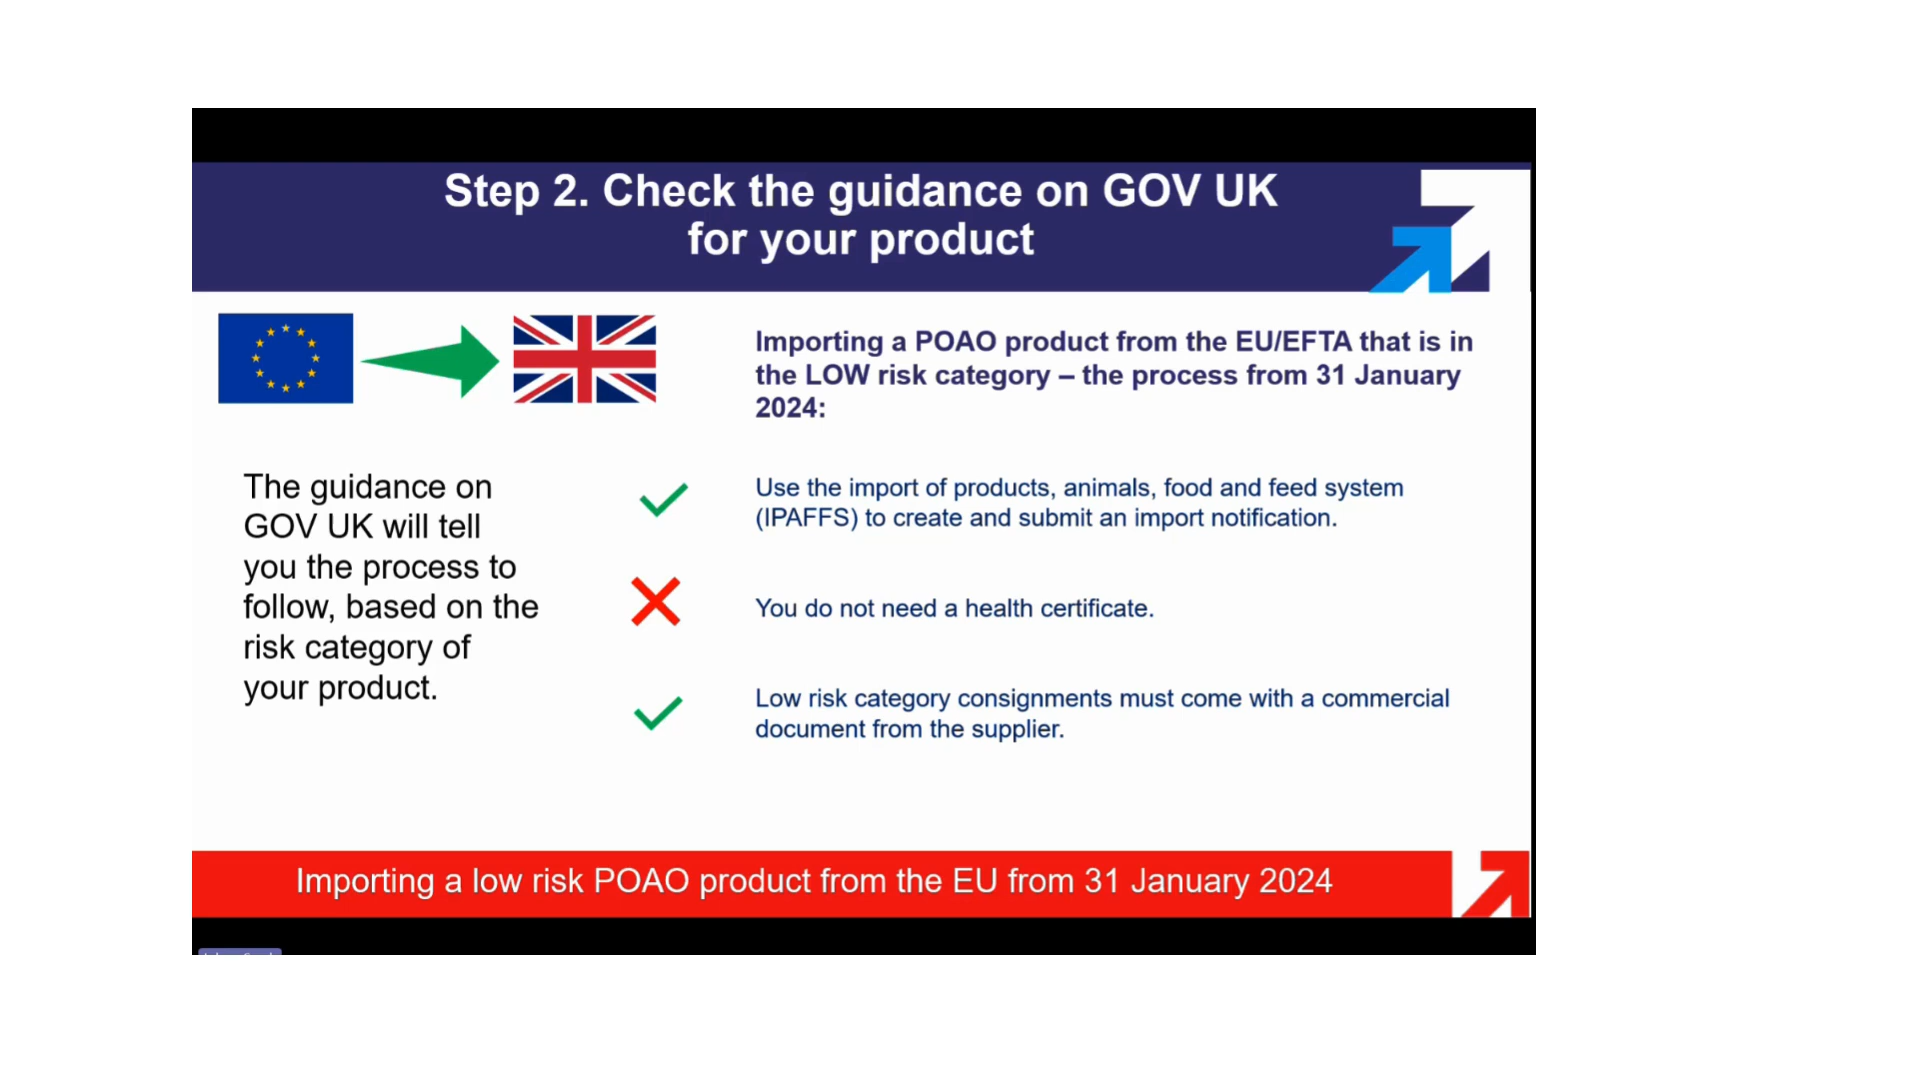 Step 2. Check the guidance on GOV UK
for your product
Importing a POAO product from the EU/EFTA that is in
the LOW risk category – the process from 31 January
2024:
The guidance on
GOV UK will tell
you the process to
follow, based on the
risk category of
your product.
Use the import of products, animals, food and feed system
(IPAFFS) to create and submit an import notification.
You do not need a health certificate.
Low risk category consignments must come with a commercial
document from the supplier.
Importing a low risk POAO product from the EU from 31 January 2024